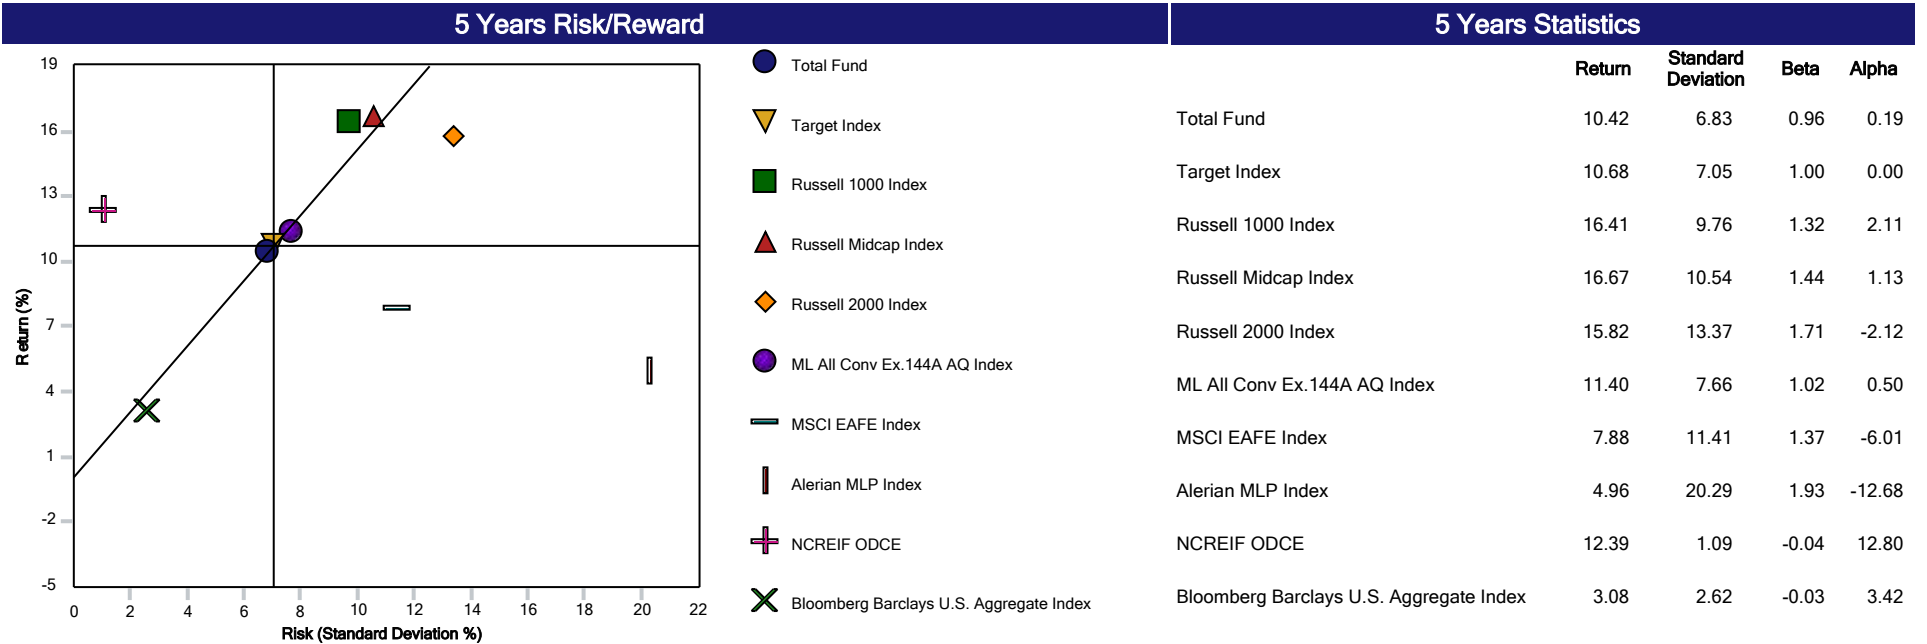 5 Years Risk/Reward
5 Years Statistics
19
16
13
10
7
4
1
-2
-5
Return (%)
0 2 4 6 8 10 12 14 16 18 20 22
Risk (Standard Deviation %)
Total Fund
Target Index
Russell 1000 Index
Russell Midcap Index
Russell 2000 Index
ML All Conv Ex.144A AQ Index
MSCI EAFE Index
Alerian MLP Index
NCREIF ODCE
Bloomberg Barclays U.S. Aggregate Index
Return Standard Deviation Beta Alpha
Total Fund 10.42 6.83 0.96 0.19
Target Index 10.68 7.05 1.00 0.00
Russell 1000 Index 16.41 9.76 1.32 2.11
Russell Midcap Index 16.67 10.54 1.44 1.13
Russell 2000 Index 15.82 13.37 1.71 -2.12
ML All Conv Ex.144A AQ Index 11.40 7.66 1.02 0.50
MSCI EAFE Index 7.88 11.41 1.37 -6.01
Alerian MLP Index 4.96 20.29 1.93 -12.68
NCREIF ODCE 12.39 1.09 -0.04 12.80
Bloomberg Barclays U.S. Aggregate Index 3.08 2.62 -0.03 3.42